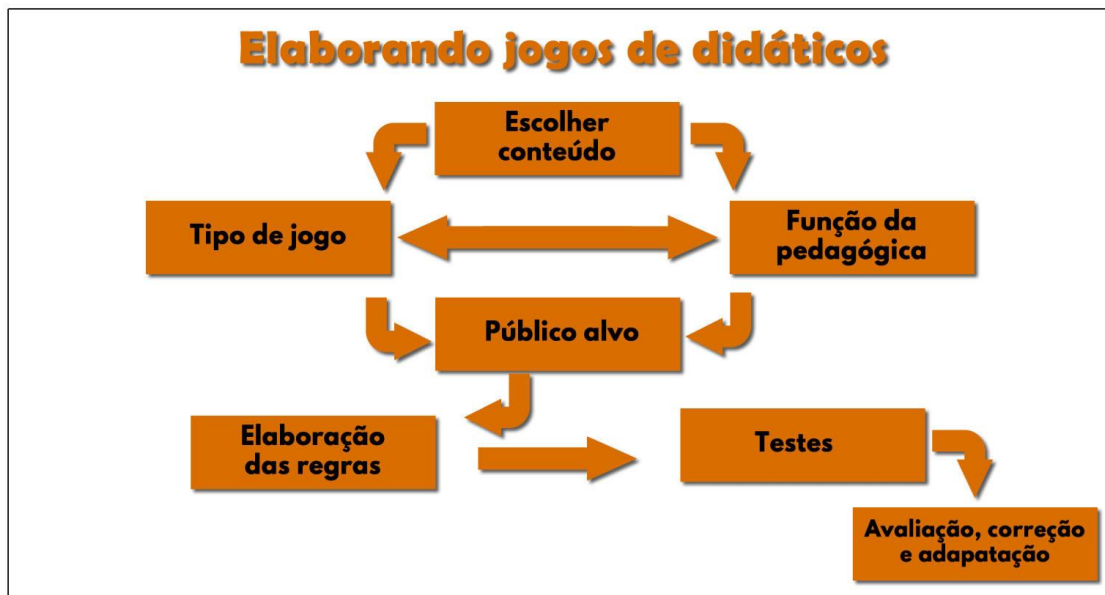 Elaborando jogos de didáticos
Escolher
conteúdo
Tipo de jogo
Função da
pedagógica
Público alvo
Elaboração
das regras
Testes
Avaliação, correção
e adapatação